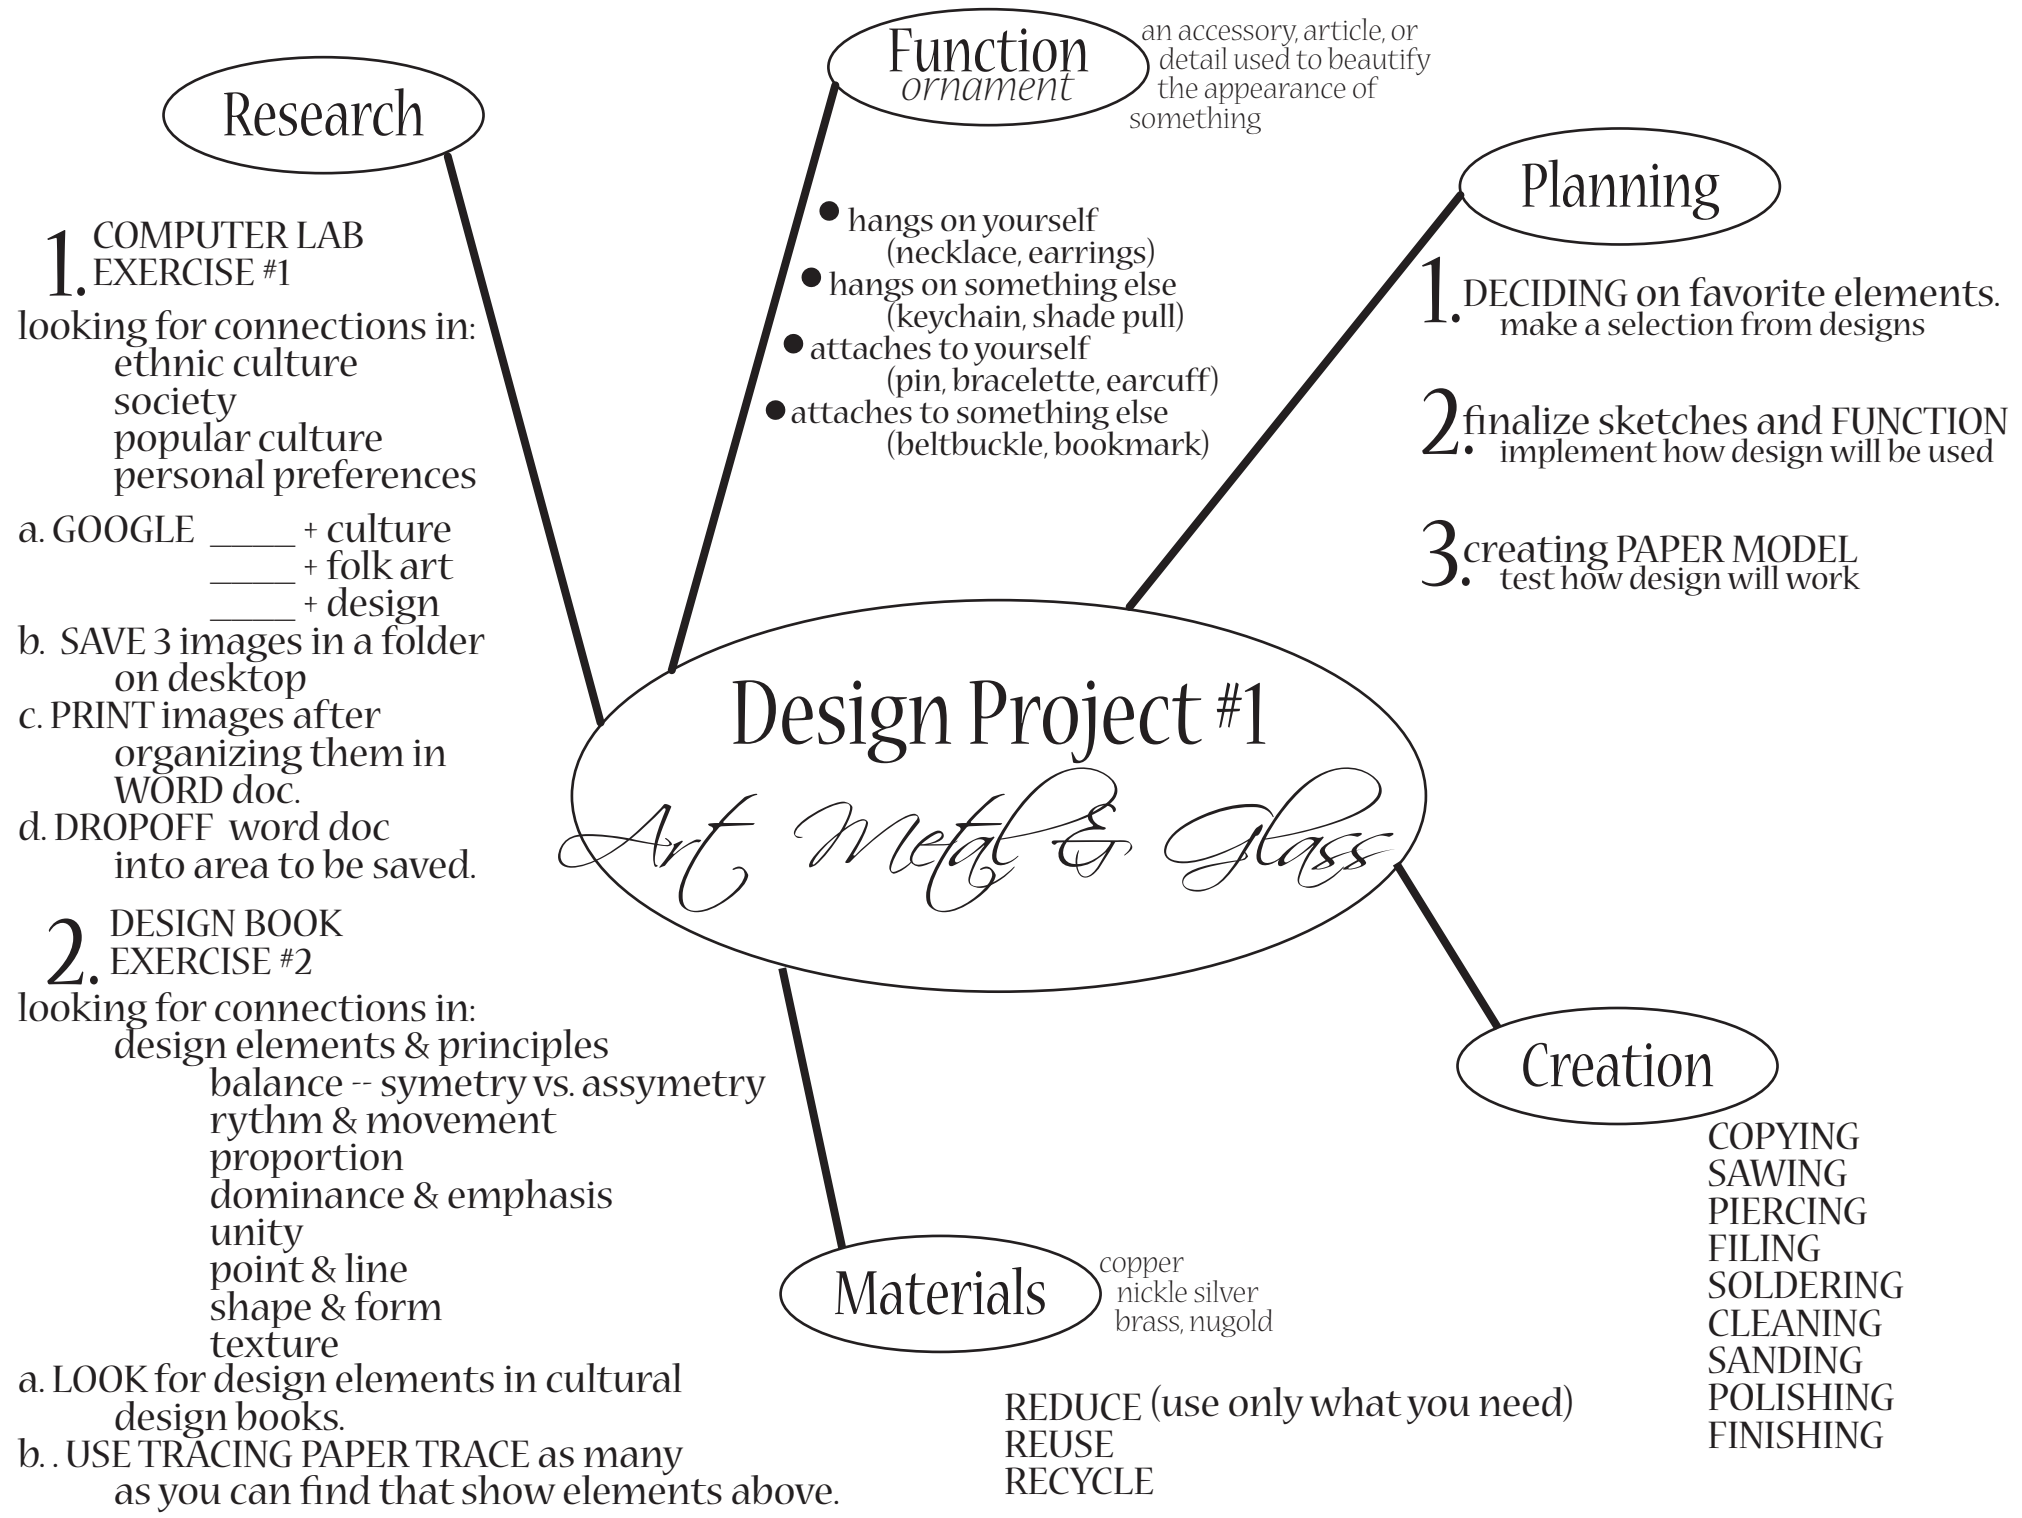 Research
1. COMPUTER LAB
EXERCISE #1
looking for connections in:
ethnic culture
society
popular culture
personal preferences
a. GOOGLE ____ + culture
____ + folk art
____ + design
b. SAVE 3 images in a folder
on desktop
c. PRINT images after
organizing them in
WORD doc.
d. DROPOFF word doc
into area to be saved.
2. DESIGN BOOK
EXERCISE #2
looking for connections in:
design elements & principles
balance -- symetry vs. assymetry
rythm & movement
proportion
dominance & emphasis
unity
point & line
shape & form
texture
a. LOOK for design elements in cultural
design books.
b. . USE TRACING PAPER TRACE as many
as you can find that show elements above.
Function
ornament
an accessory, article, or
detail used to beautify
the appearance of
something
● hangs on yourself
(necklace, earrings)
● hangs on something else
(keychain, shade pull)
● attaches to yourself
(pin, bracelette, earcuff)
● attaches to something else
(beltbuckle, bookmark)
Planning
1. DECIDING on favorite elements.
make a selection from designs
2. finalize sketches and FUNCTION
implement how design will be used
3. creating PAPER MODEL
test how design will work
Design Project #1
Art Metal & Glass
Materials
copper
nickle silver
brass, nugold
REDUCE (use only what you need)
REUSE
RECYCLE
Creation
COPYING
SAWING
PIERCING
FILING
SOLDERING
CLEANING
SANDING
POLISHING
FINISHING